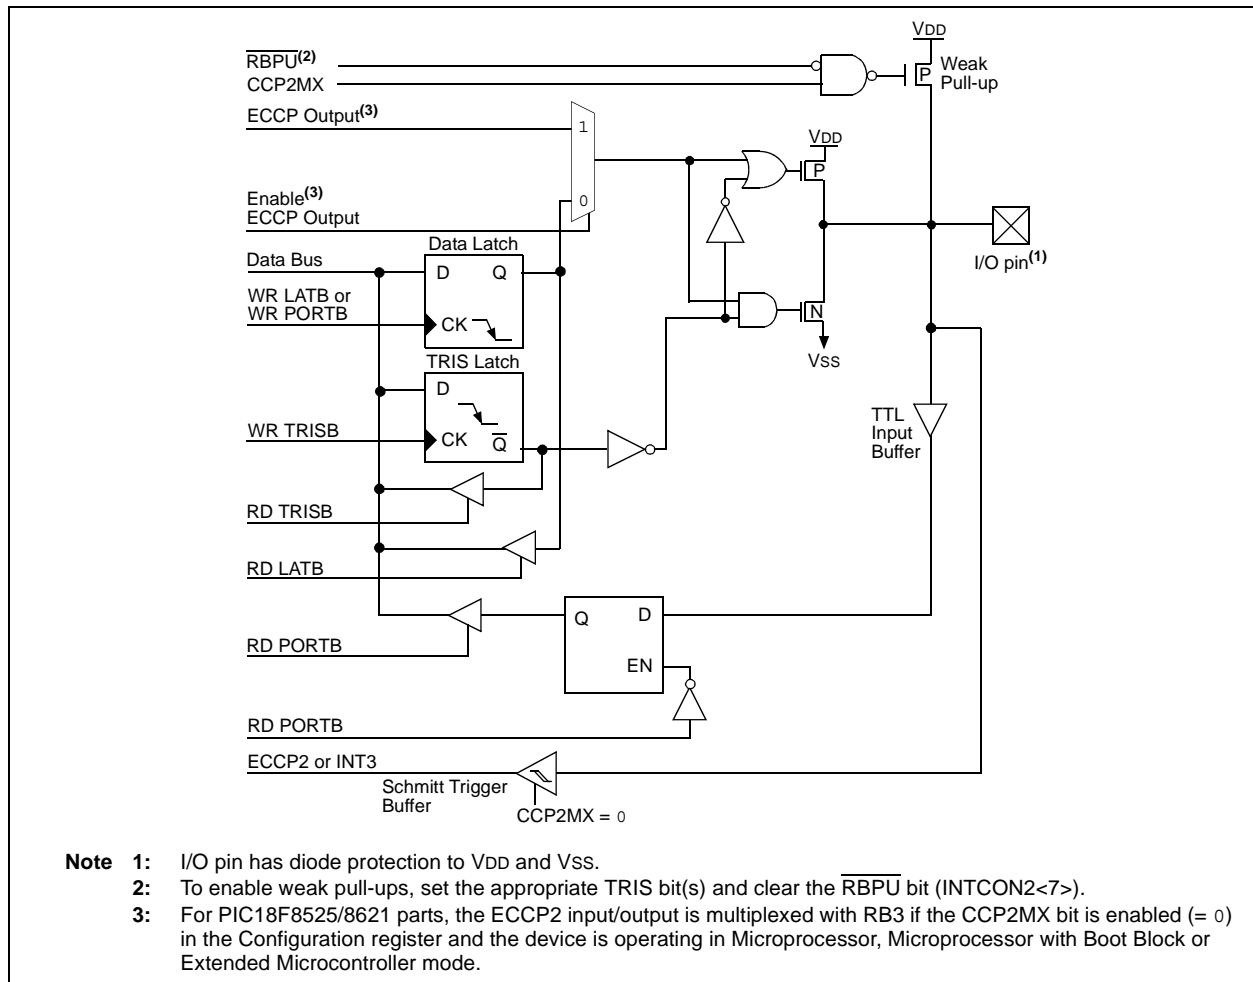 VDD
RBPU(2)
CCP2MX
P
Weak
Pull-up
ECCP Output(3)
1
VDD
P
Enable(3)
ECCP Output
0
I/O pin(1)
Data Bus
Data Latch
D Q
WR LATB or
WR PORTB
CK
N
VSS
TRIS Latch
D
WR TRISB
CK Q
TTL
Input
Buffer
RD TRISB
RD LATB
Q D
EN
RD PORTB
RD PORTB
ECCP2 or INT3
Schmitt Trigger
Buffer
CCP2MX = 0
Note 1: I/O pin has diode protection to VDD and VSS.
2: To enable weak pull-ups, set the appropriate TRIS bit(s) and clear the RBPU bit (INTCON2<7>).
3: For PIC18F8525/8621 parts, the ECCP2 input/output is multiplexed with RB3 if the CCP2MX bit is enabled (= 0)
in the Configuration register and the device is operating in Microprocessor, Microprocessor with Boot Block or
Extended Microcontroller mode.